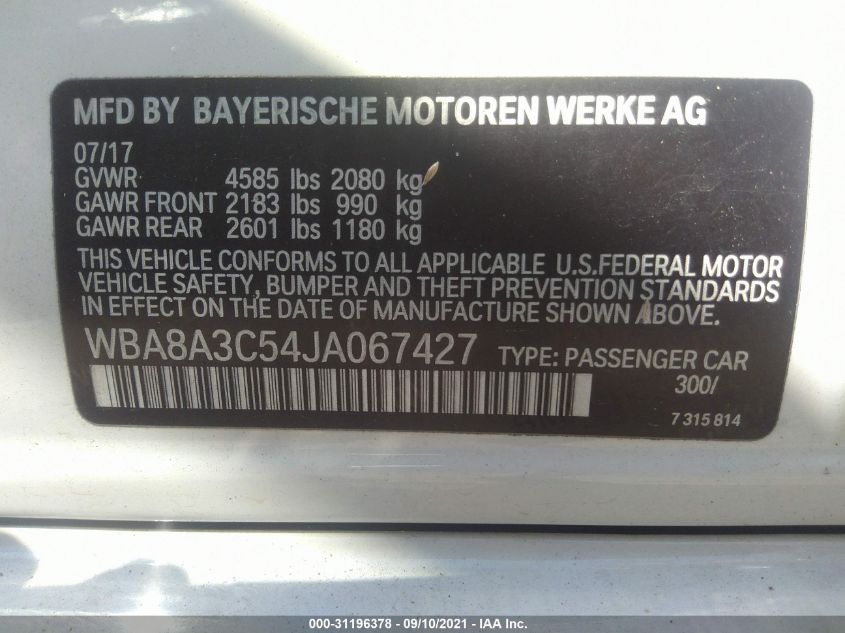 MFD BY BAYERISCHE MOTOREN WERKE AG
07/17
GVWR 4585 lbs 2080 kg
GAWR FRONT 2183 lbs 990 kg
GAWR REAR 2601 lbs 1180 kg
THIS VEHICLE CONFORMS TO ALL APPLICABLE U.S.FEDERAL MOTOR
VEHICLE SAFETY, BUMPER AND THEFT PREVENTION STANDARDS
IN EFFECT ON THE DATE OF MANUFACTURE SHOWN ABOVE.
WBA8A3C54JA067427 TYPE: PASSENGER CAR
300/
7 315 814
000-31196378 - 09/10/2021 - IAA Inc.